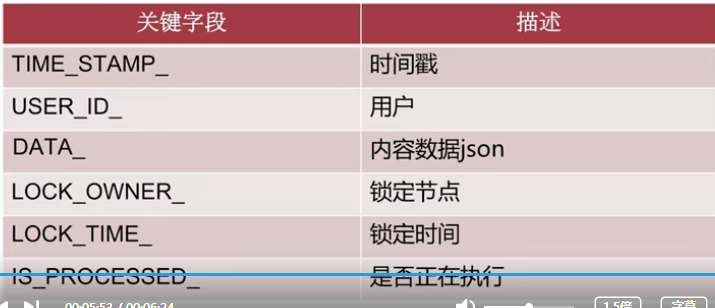 关键字段 描述
TIME_STAMP_ 时间戳
USER_ID_ 用户
DATA_ 内容数据json
LOCK_OWNER_ 锁定节点
LOCK_TIME_ 锁定时间
IS_PROCESSED_ 是否正在执行
00:05:53 / 00:06:24 1.5倍 字幕